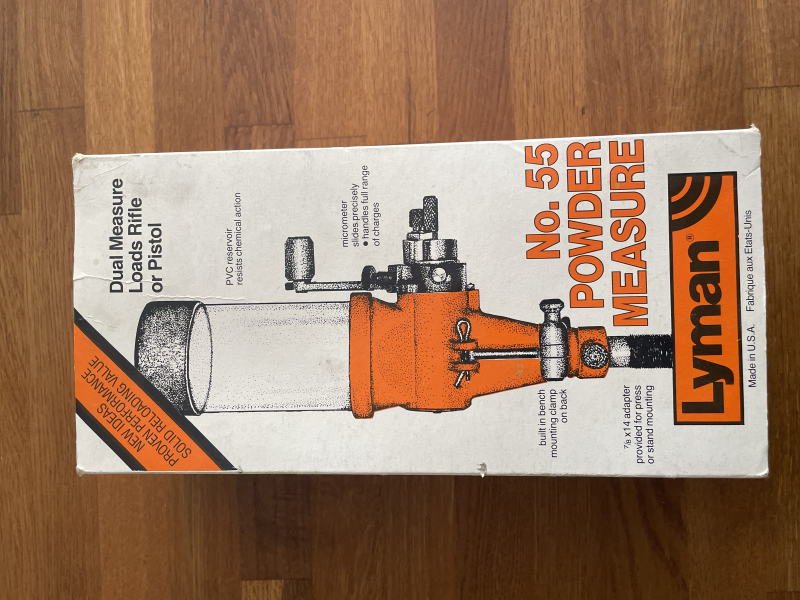 NEW IDEAS
PROVEN PERFORMANCE
SOLID RELOADING VALUE
Dual Measure
Loads Rifle
or Pistol
PVC reservoir
resists chemical action
micrometer
slides precisely
● handles full range
of charges
built in bench
mounting clamp
on back
No. 55
POWDER
MEASURE
7/8 x14 adapter
provided for press
or stand mounting
Lyman®
Made in U.S.A. Fabrique aux Etats-Unis